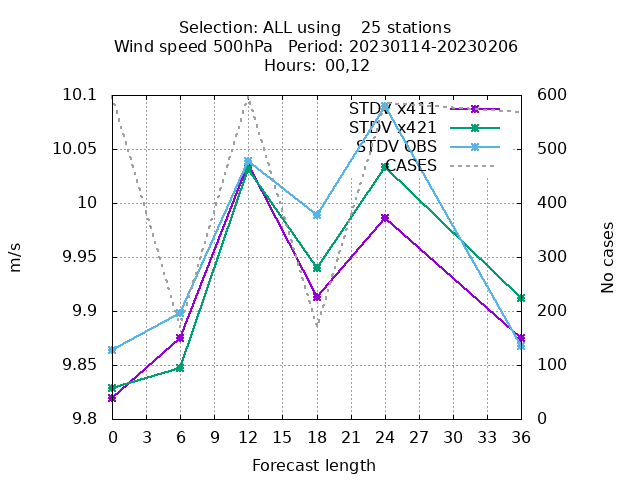 Selection: ALL using    25 stations
Wind speed 500hPa   Period: 20230114-20230206
Hours: 00,12
10.1
10.05
10
9.95
9.9
9.85
9.8
600
500
400
300
200
100
0
STDV x411
STDV x421
STDV OBS
CASES
m/s
No cases
0 3 6 9 12 15 18 21 24 27 30 33 36
Forecast length